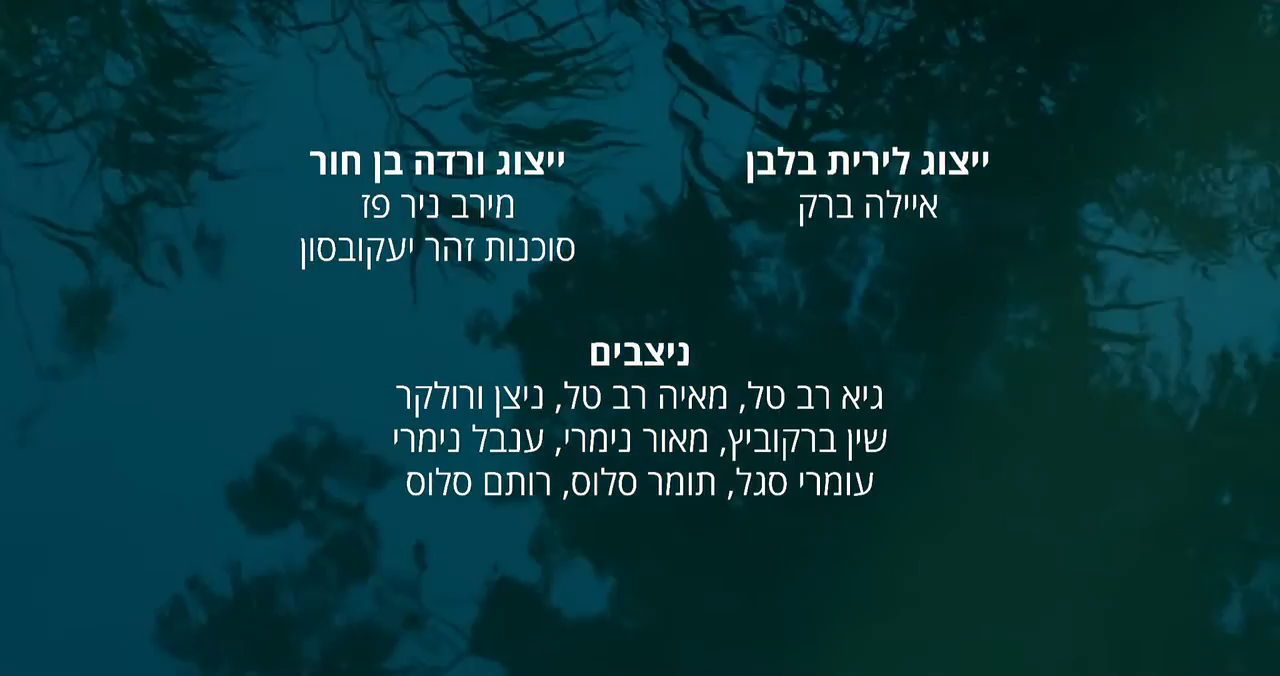 ייצוג לירית בלבן
איילה ברק
ייצוג ורדה בן חור
מירב ניר פז
סוכנות זהר יעקובסון
ניצבים
גיא רב טל, מאיה רב טל, ניצן ורולקר
שין ברקוביץ, מאור נימרי, ענבל נימרי
עומרי סגל, תומר סלוס, רותם סלוס